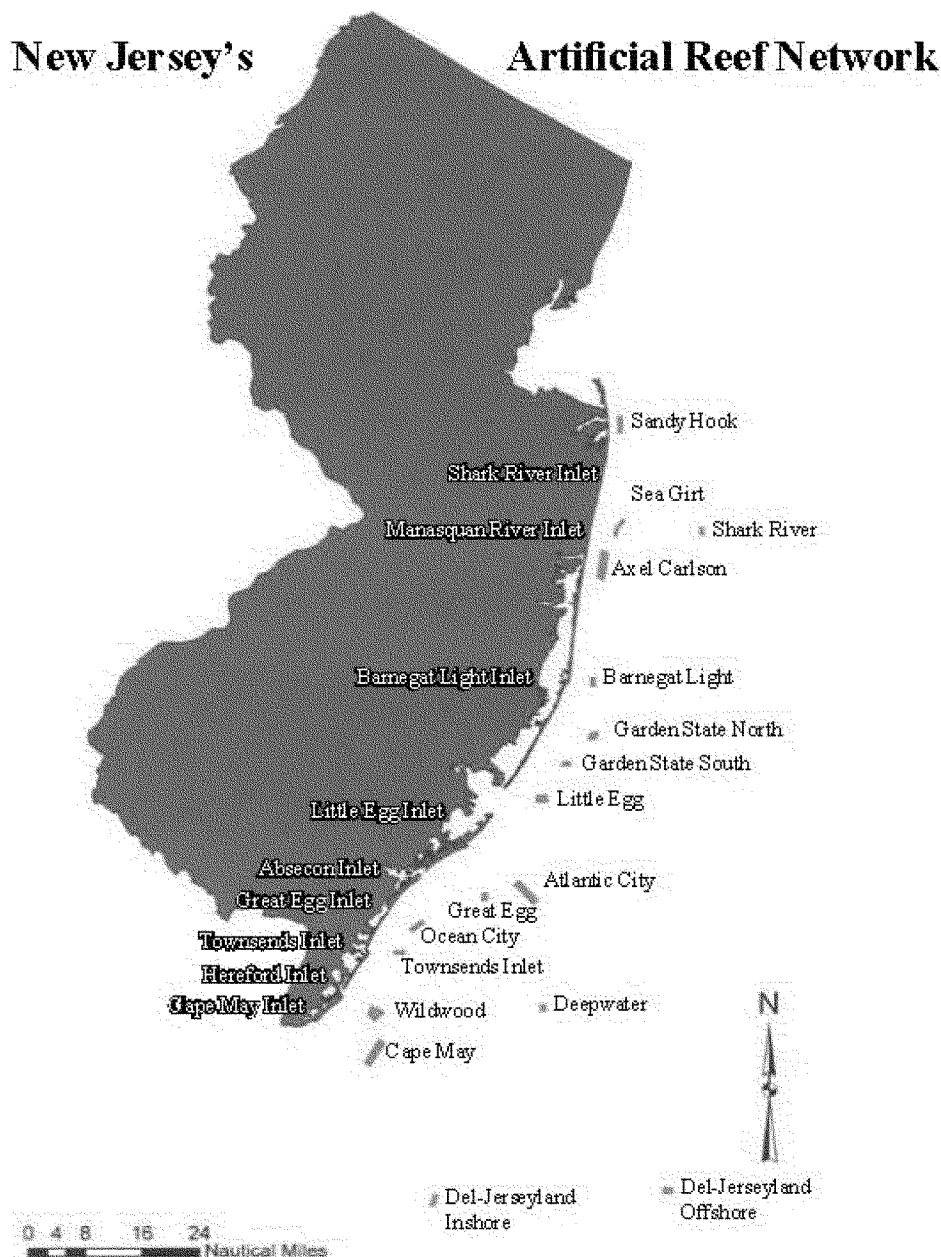 New Jersey's Artificial Reef Network
Sandy Hook
Shark River Inlet
Sea Girt
Manasquan River Inlet
Shark River
Axel Carlson
Barnegat Light Inlet
Barnegat Light
Garden State North
Garden State South
Little Egg
Little Egg Inlet
Absecon Inlet
Atlantic City
Great Egg Inlet
Great Egg
Ocean City
Townsends Inlet
Townsends Inlet
Hereford Inlet
Cape May Inlet
Wildwood
Deepwater
N
Cape May
Del-Jerseyland
Inshore
Del-Jerseyland
Offshore
0 4 8 16 24
Nautical Miles